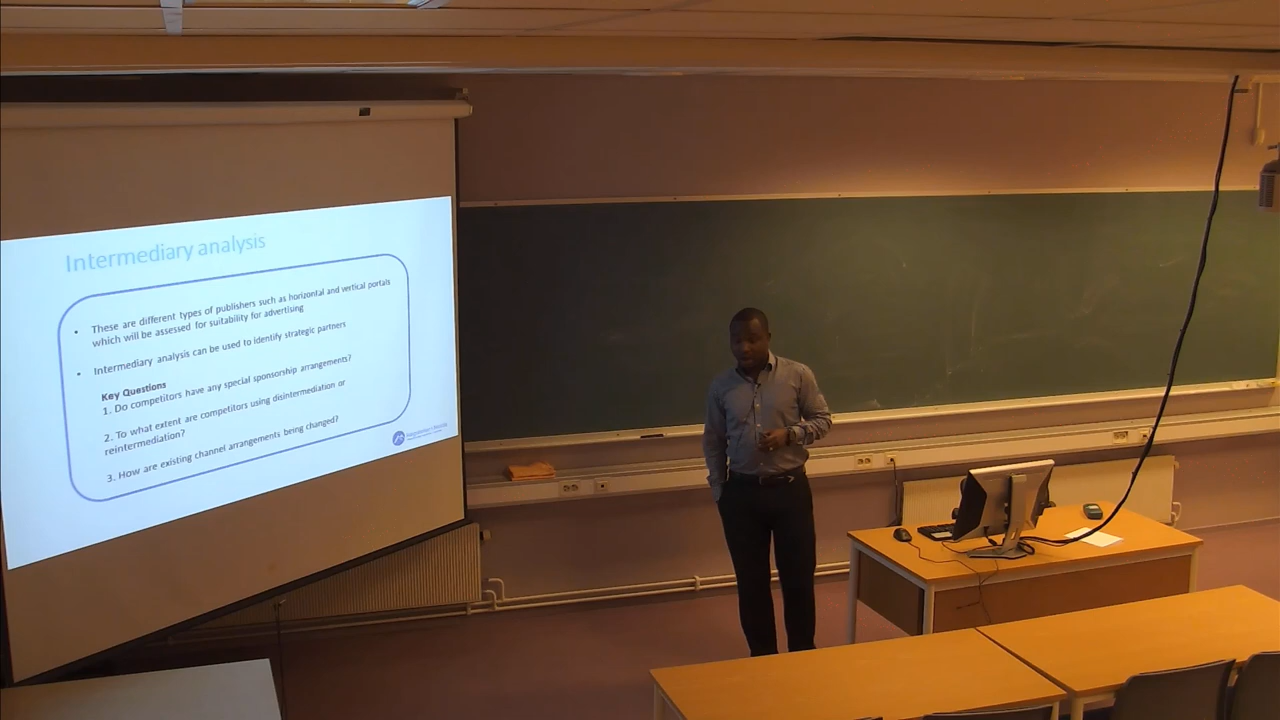 Intermediary analysis
• These are different types of publishers such as horizontal and vertical portals
which will be assessed for suitability for advertising
• Intermediary analysis can be used to identify strategic partners
Key Questions
1. Do competitors have any special sponsorship arrangements?
2. To what extent are competitors using disintermediation or
reintermediation?
3. How are existing channel arrangements being changed?